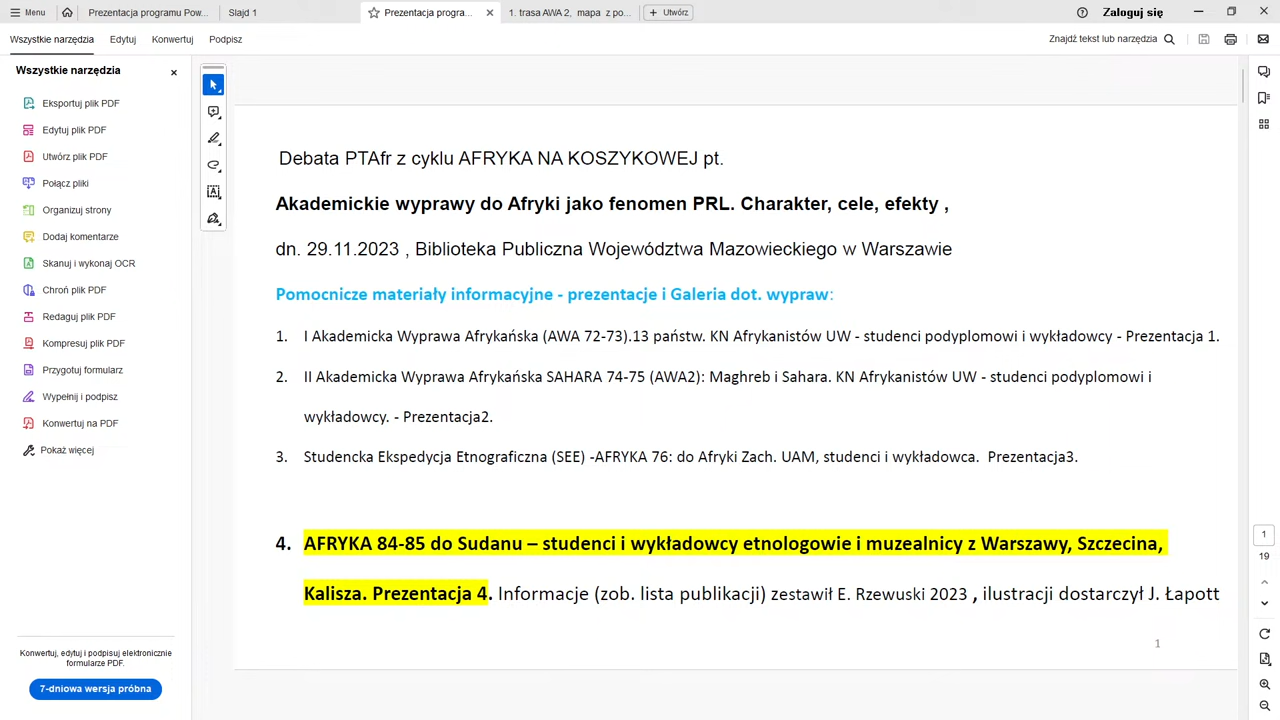 Menu
Prezentacja programu Pow...
Slajd 1
Prezentacja progra...
1. trasa AWA 2, mapa z po...
+ Utwórz
Zaloguj się
Wszystkie narzędzia Edytuj Konwertuj Podpisz
Znajdź tekst lub narzędzia
Wszystkie narzędzia
Eksportuj plik PDF
Edytuj plik PDF
Utwórz plik PDF
Połącz pliki
Organizuj strony
Dodaj komentarze
Skanuj i wykonaj OCR
Chroń plik PDF
Redaguj plik PDF
Kompresuj plik PDF
Przygotuj formularz
Wypełnij i podpisz
Konwertuj na PDF
Pokaż więcej
Konwertuj, edytuj i podpisuj elektronicznie
formularze PDF.
7-dniowa wersja próbna
Debata PTAfr z cyklu AFRYKA NA KOSZYKOWEJ pt.
Akademickie wyprawy do Afryki jako fenomen PRL. Charakter, cele, efekty ,
dn. 29.11.2023 , Biblioteka Publiczna Województwa Mazowieckiego w Warszawie
Pomocnicze materiały informacyjne - prezentacje i Galeria dot. wypraw:
1. I Akademicka Wyprawa Afrykańska (AWA 72-73).13 państw. KN Afrykanistów UW - studenci podyplomowi i wykładowcy - Prezentacja 1.
2. II Akademicka Wyprawa Afrykańska SAHARA 74-75 (AWA2): Maghreb i Sahara. KN Afrykanistów UW - studenci podyplomowi i
wykładowcy. - Prezentacja2.
3. Studencka Ekspedycja Etnograficzna (SEE) -AFRYKA 76: do Afryki Zach. UAM, studenci i wykładowca. Prezentacja3.
4. AFRYKA 84-85 do Sudanu – studenci i wykładowcy etnologowie i muzealnicy z Warszawy, Szczecina,
Kalisza. Prezentacja 4. Informacje (zob. lista publikacji) zestawił E. Rzewuski 2023 , ilustracji dostarczył J. Łapott
1
1
19